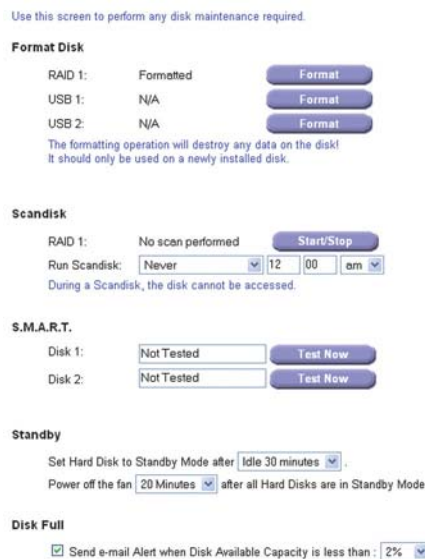 Use this screen to perform any disk maintenance required.
Format Disk
RAID 1: Formatted Format
USB 1: N/A Format
USB 2: N/A Format
The formatting operation will destroy any data on the disk!
It should only be used on a newly installed disk.
Scandisk
RAID 1: No scan performed Start/Stop
Run Scandisk: Never 12 00 am
During a Scandisk, the disk cannot be accessed.
S.M.A.R.T.
Disk 1: Not Tested Test Now
Disk 2: Not Tested Test Now
Standby
Set Hard Disk to Standby Mode after Idle 30 minutes .
Power off the fan 20 Minutes after all Hard Disks are in Standby Mode
Disk Full
Send e-mail Alert when Disk Available Capacity is less than : 2%